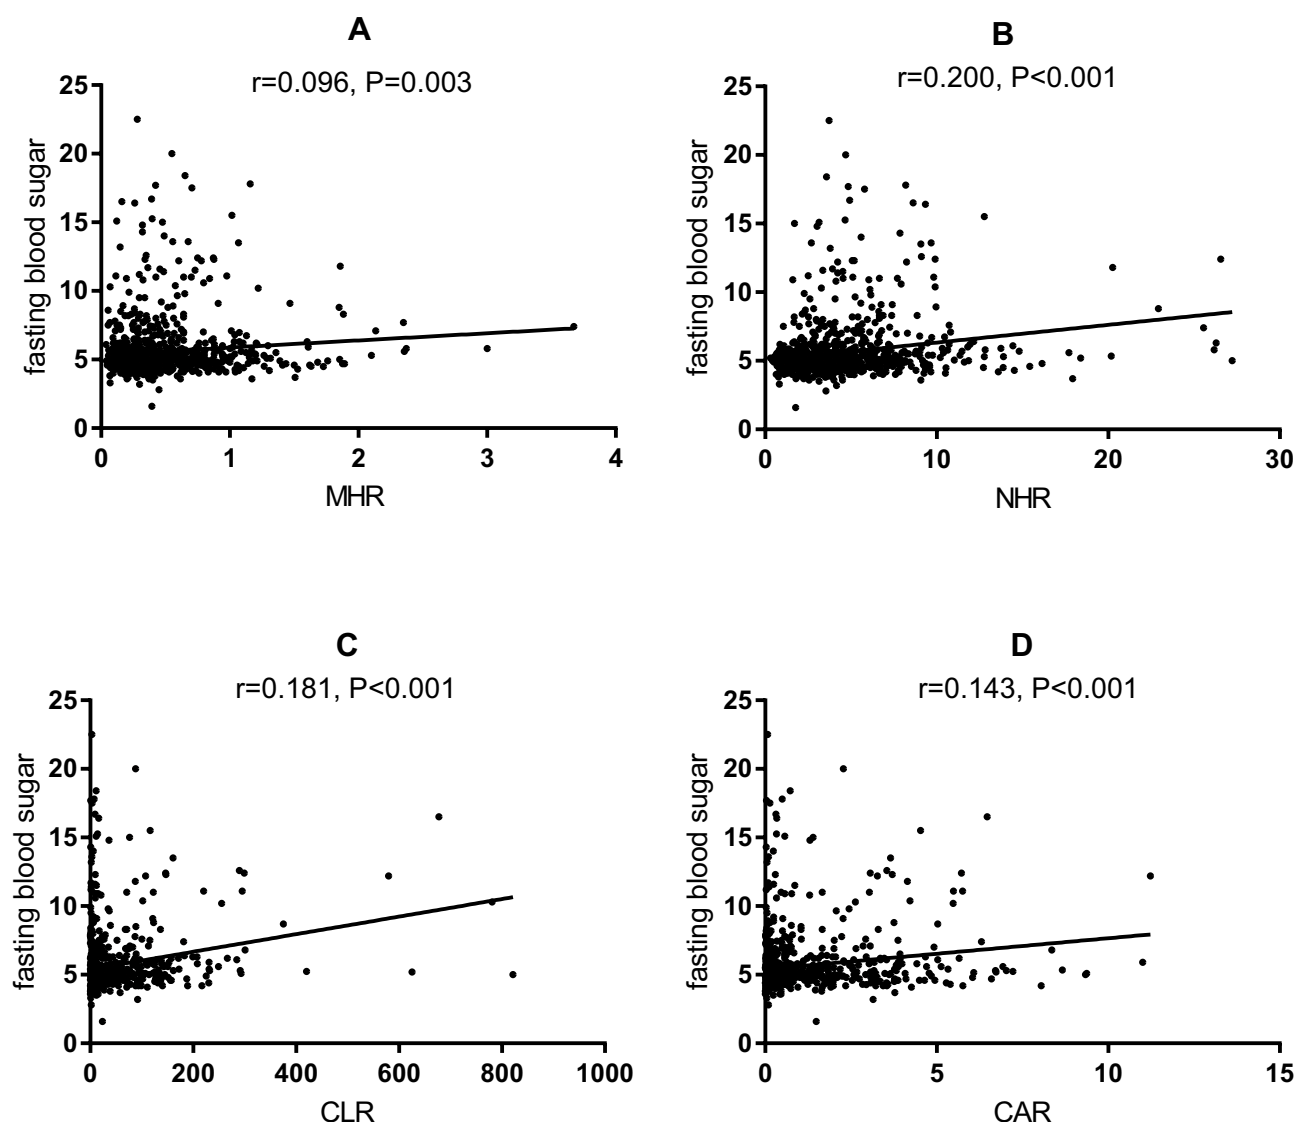 A
r=0.096, P=0.003
25
20
15
10
5
0
fasting blood sugar
0 1 2 3 4
MHR
B
r=0.200, P<0.001
25
20
15
10
5
0
fasting blood sugar
0 10 20 30
NHR
C
r=0.181, P<0.001
25
20
15
10
5
0
fasting blood sugar
0 200 400 600 800 1000
CLR
D
r=0.143, P<0.001
25
20
15
10
5
0
fasting blood sugar
0 5 10 15
CAR